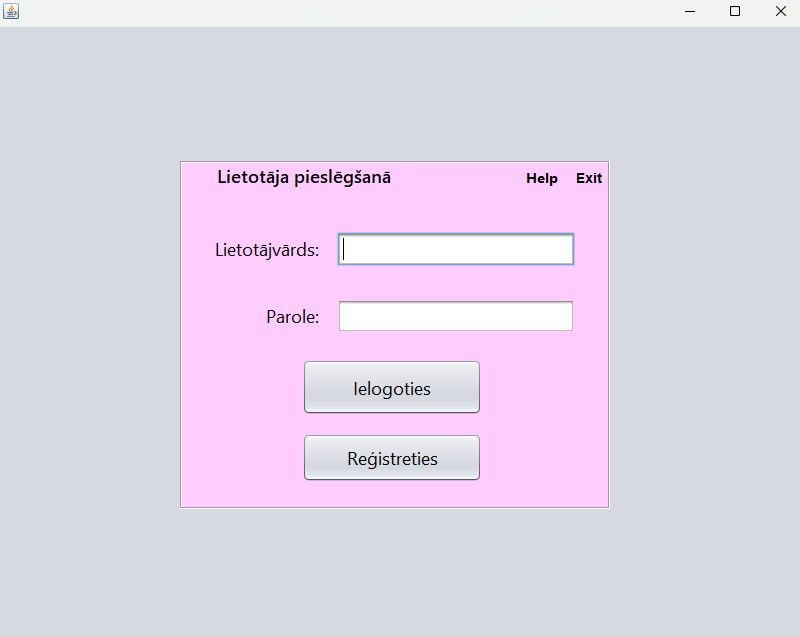 Lietotāja pieslēgšanā
Help Exit
Lietotājvārds:
Parole:
Ielogoties
Reģistreties